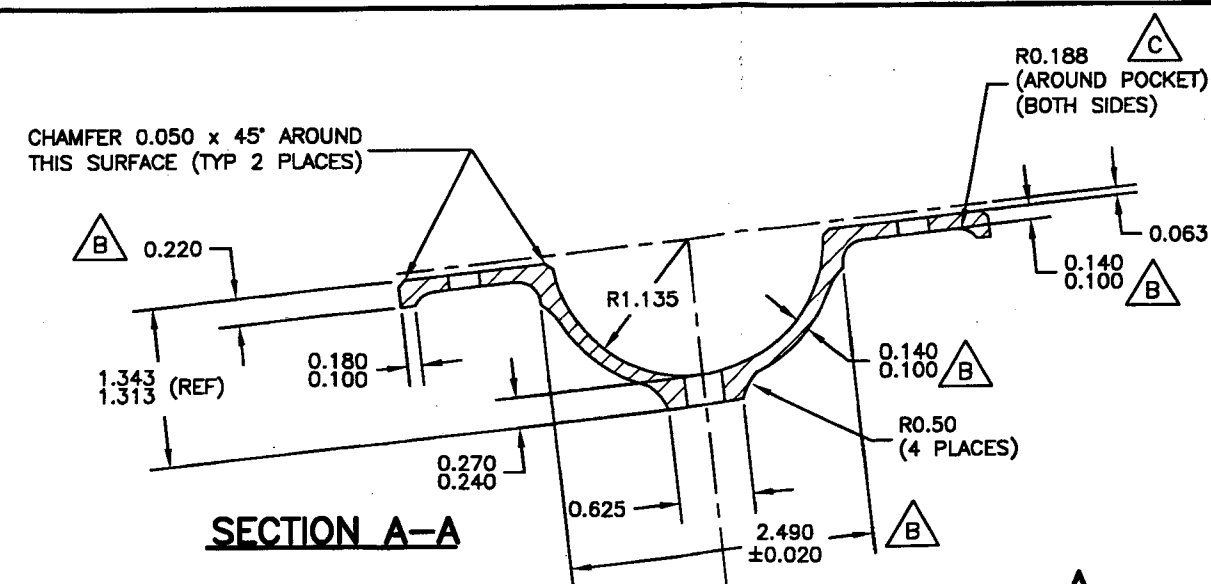 C
R0.188
(AROUND POCKET)
(BOTH SIDES)
CHAMFER 0.050 x 45° AROUND
THIS SURFACE (TYP 2 PLACES)
B 0.220
0.063
0.140
0.100 B
R1.135
0.180
0.100
0.140
0.100 B
1.343
1.313 (REF)
R0.50
(4 PLACES)
0.270
0.240
0.625
2.490
±0.020
B
SECTION A-A
A